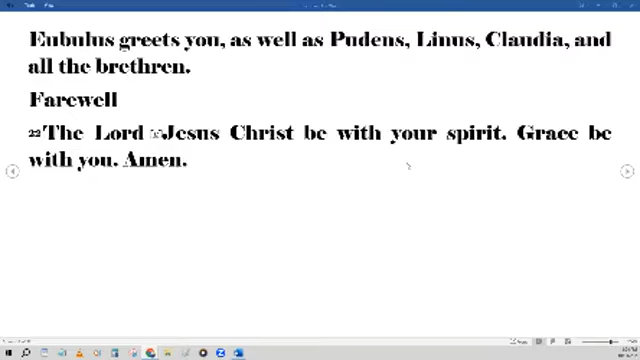 Eubulus greets you, as well as Pudens, Linus, Claudia, and
all the brethren.
Farewell
22The Lord Jesus Christ be with your spirit. Grace be
with you. Amen.